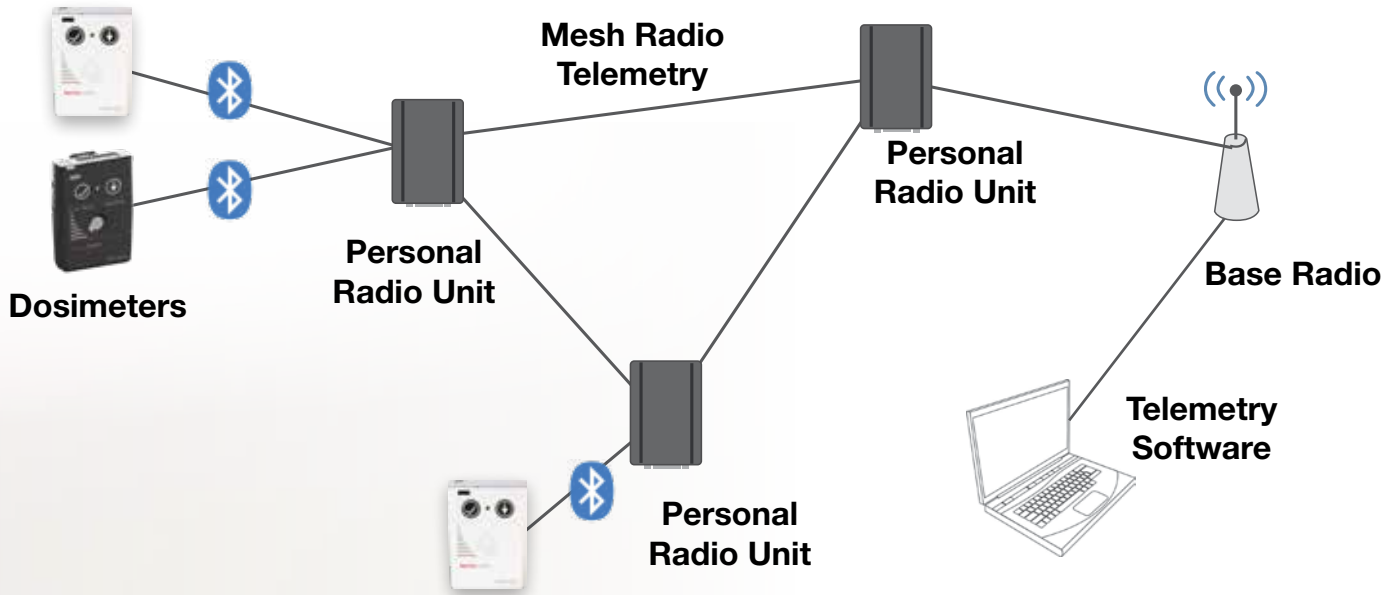 Mesh Radio
Telemetry
Personal
Radio Unit
Personal
Radio Unit
Dosimeters
Base Radio
Telemetry
Software
Personal
Radio Unit